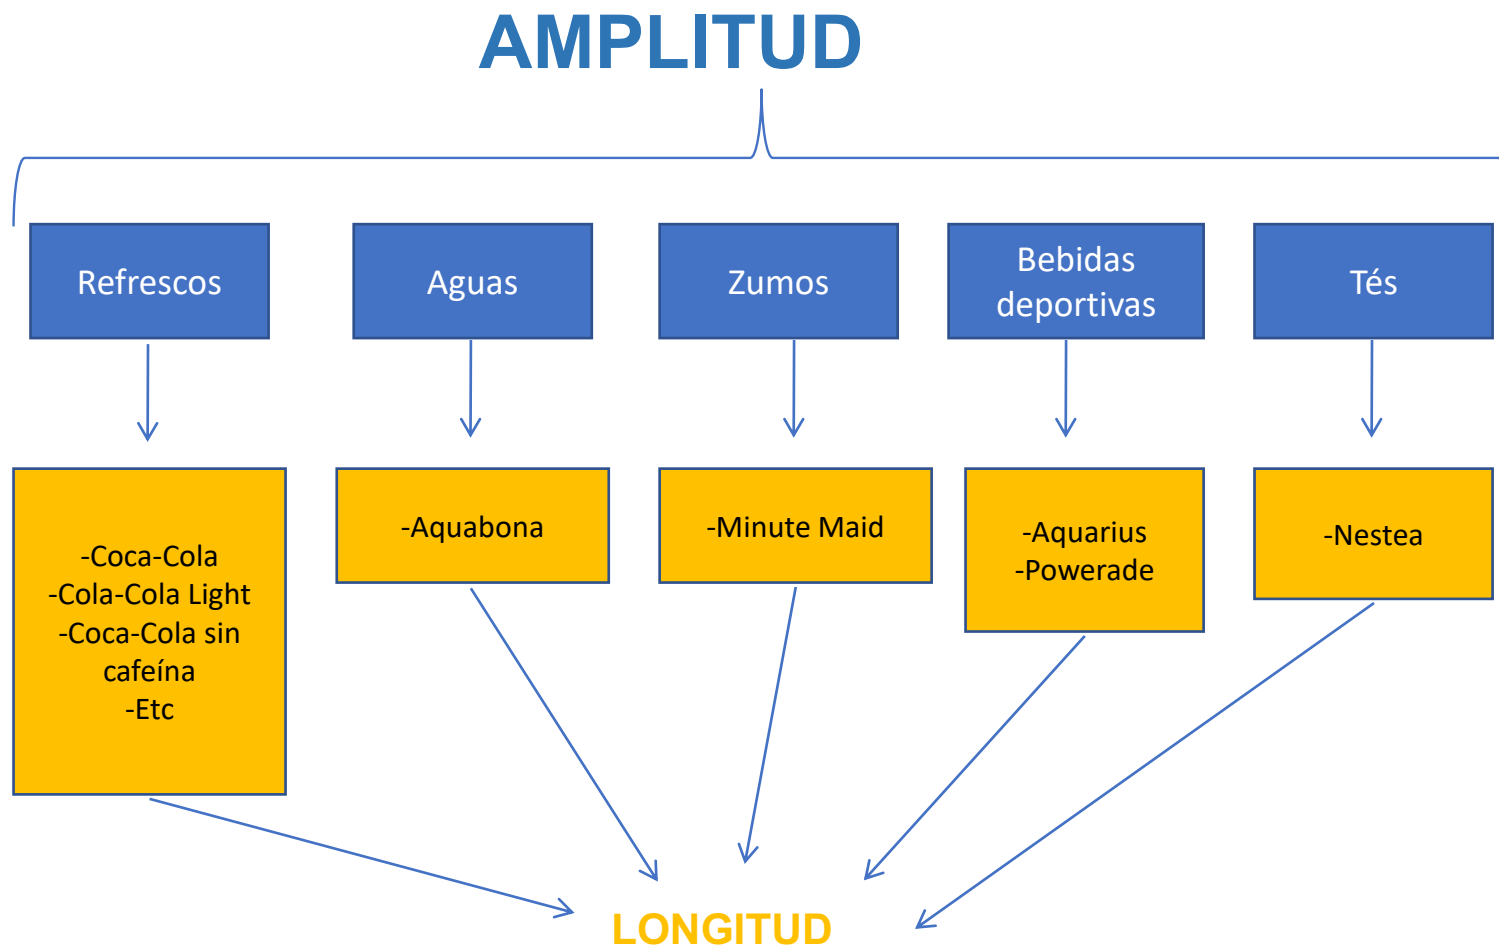 AMPLITUD
Refrescos
Aguas
Zumos
Bebidas
deportivas
Tés
-Coca-Cola
-Cola-Cola Light
-Coca-Cola sin
cafeína
-Etc
-Aquabona
-Minute Maid
-Aquarius
-Powerade
-Nestea
LONGITUD